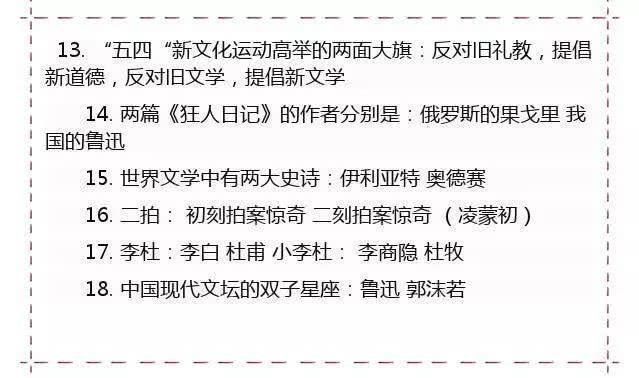 13. “五四“新文化运动高举的两面大旗：反对旧礼教，提倡
新道德，反对旧文学，提倡新文学
14. 两篇《狂人日记》的作者分别是：俄罗斯的果戈里 我
国的鲁迅
15. 世界文学中有两大史诗：伊利亚特 奥德赛
16. 二拍： 初刻拍案惊奇 二刻拍案惊奇 （凌蒙初）
17. 李杜：李白 杜甫 小李杜： 李商隐 杜牧
18. 中国现代文坛的双子星座：鲁迅 郭沫若